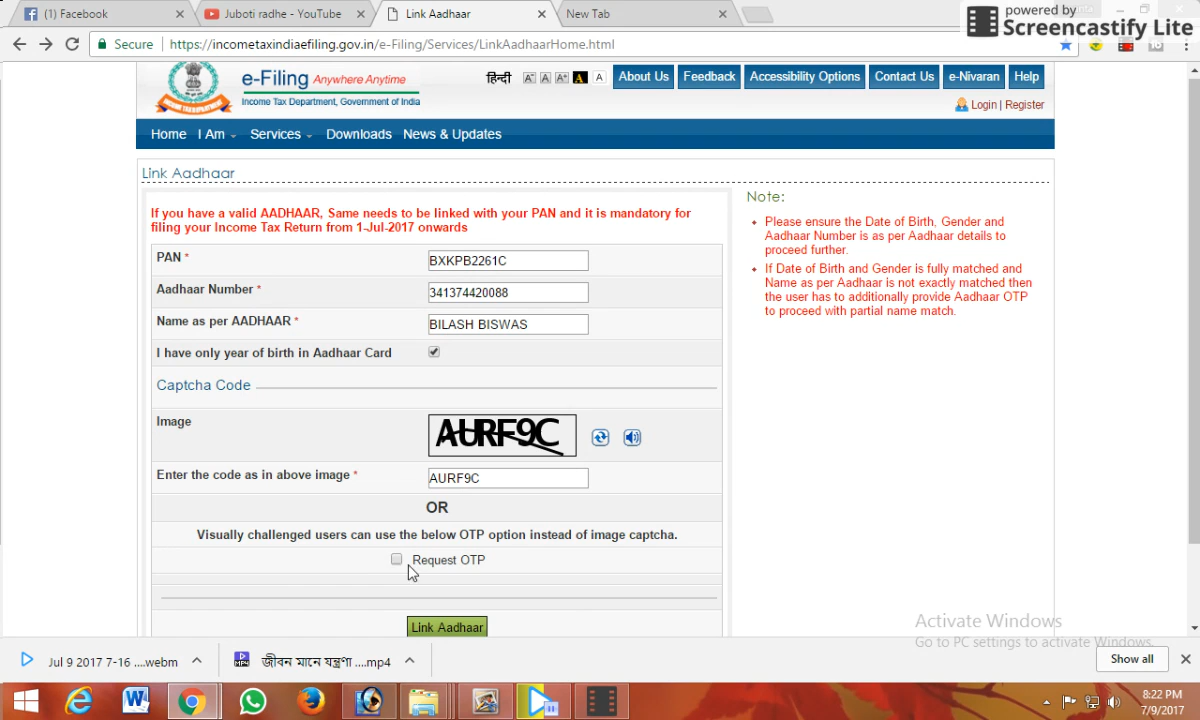 (1) Facebook
Juboti radhe - YouTube
Link Aadhaar
New Tab
powered by
Screencastify Lite
Secure
https://incometaxindiaefiling.gov.in/e-Filing/Services/LinkAadhaarHome.html
e-Filing Anywhere Anytime
Income Tax Department, Government of India
हिन्दी A- A A+ A A
About Us Feedback Accessibility Options Contact Us e-Nivaran Help
Login | Register
Home I Am Services Downloads News & Updates
Link Aadhaar
If you have a valid AADHAAR, Same needs to be linked with your PAN and it is mandatory for
filing your Income Tax Return from 1-Jul-2017 onwards
PAN * BXKPB2261C
Aadhaar Number * 341374420088
Name as per AADHAAR * BILASH BISWAS
I have only year of birth in Aadhaar Card
Captcha Code
Image AURF9C
Enter the code as in above image * AURF9C
OR
Visually challenged users can use the below OTP option instead of image captcha.
Request OTP
Link Aadhaar
Note:
Please ensure the Date of Birth, Gender and
Aadhaar Number is as per Aadhaar details to
proceed further.
If Date of Birth and Gender is fully matched and
Name as per Aadhaar is not exactly matched then
the user has to additionally provide Aadhaar OTP
to proceed with partial name match.
Activate Windows
Go to PC settings to activate Windows.
Jul 9 2017 7-16 ....webm
জীবন মানে যন্ত্রণা ....mp4
Show all
8:22 PM
7/9/2017